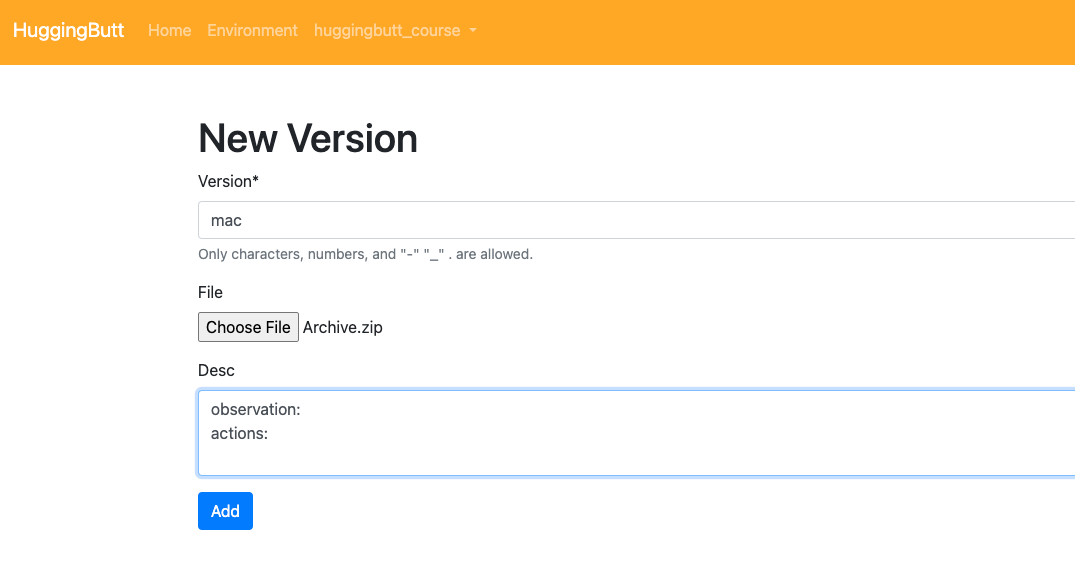 HuggingButt Home Environment huggingbutt_course
New Version
Version*
mac
Only characters, numbers, and "-" "_" . are allowed.
File
Choose File Archive.zip
Desc
observation:
actions:
Add